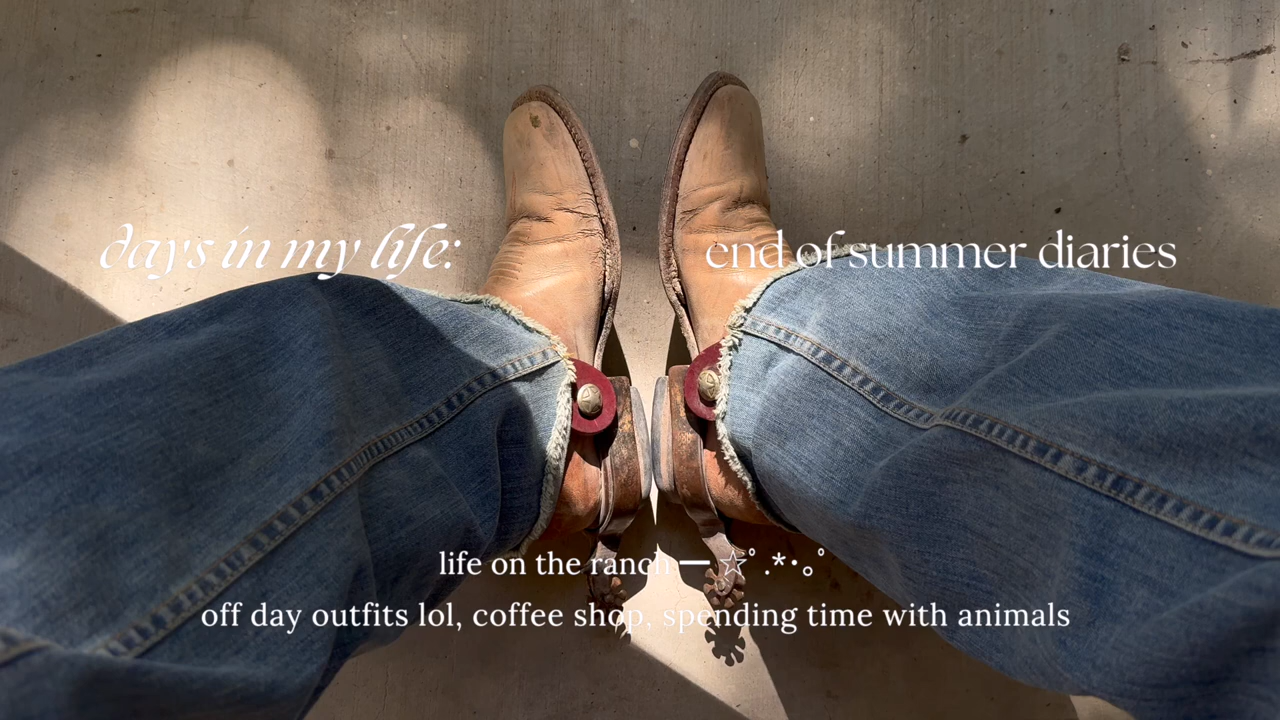 days in my life:
end of summer diaries
life on the ranch — ☆ﾟ.*･｡ﾟ
off day outfits lol, coffee shop, spending time with animals